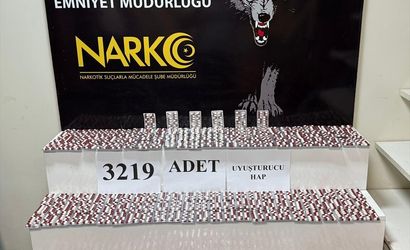 EMNİYET MÜDÜRLÜĞÜ
NARKO
NARKOTİK SUÇLARLA MÜCADELE ŞUBE MÜDÜRLÜĞÜ
3219 ADET UYUŞTURUCU
HAP